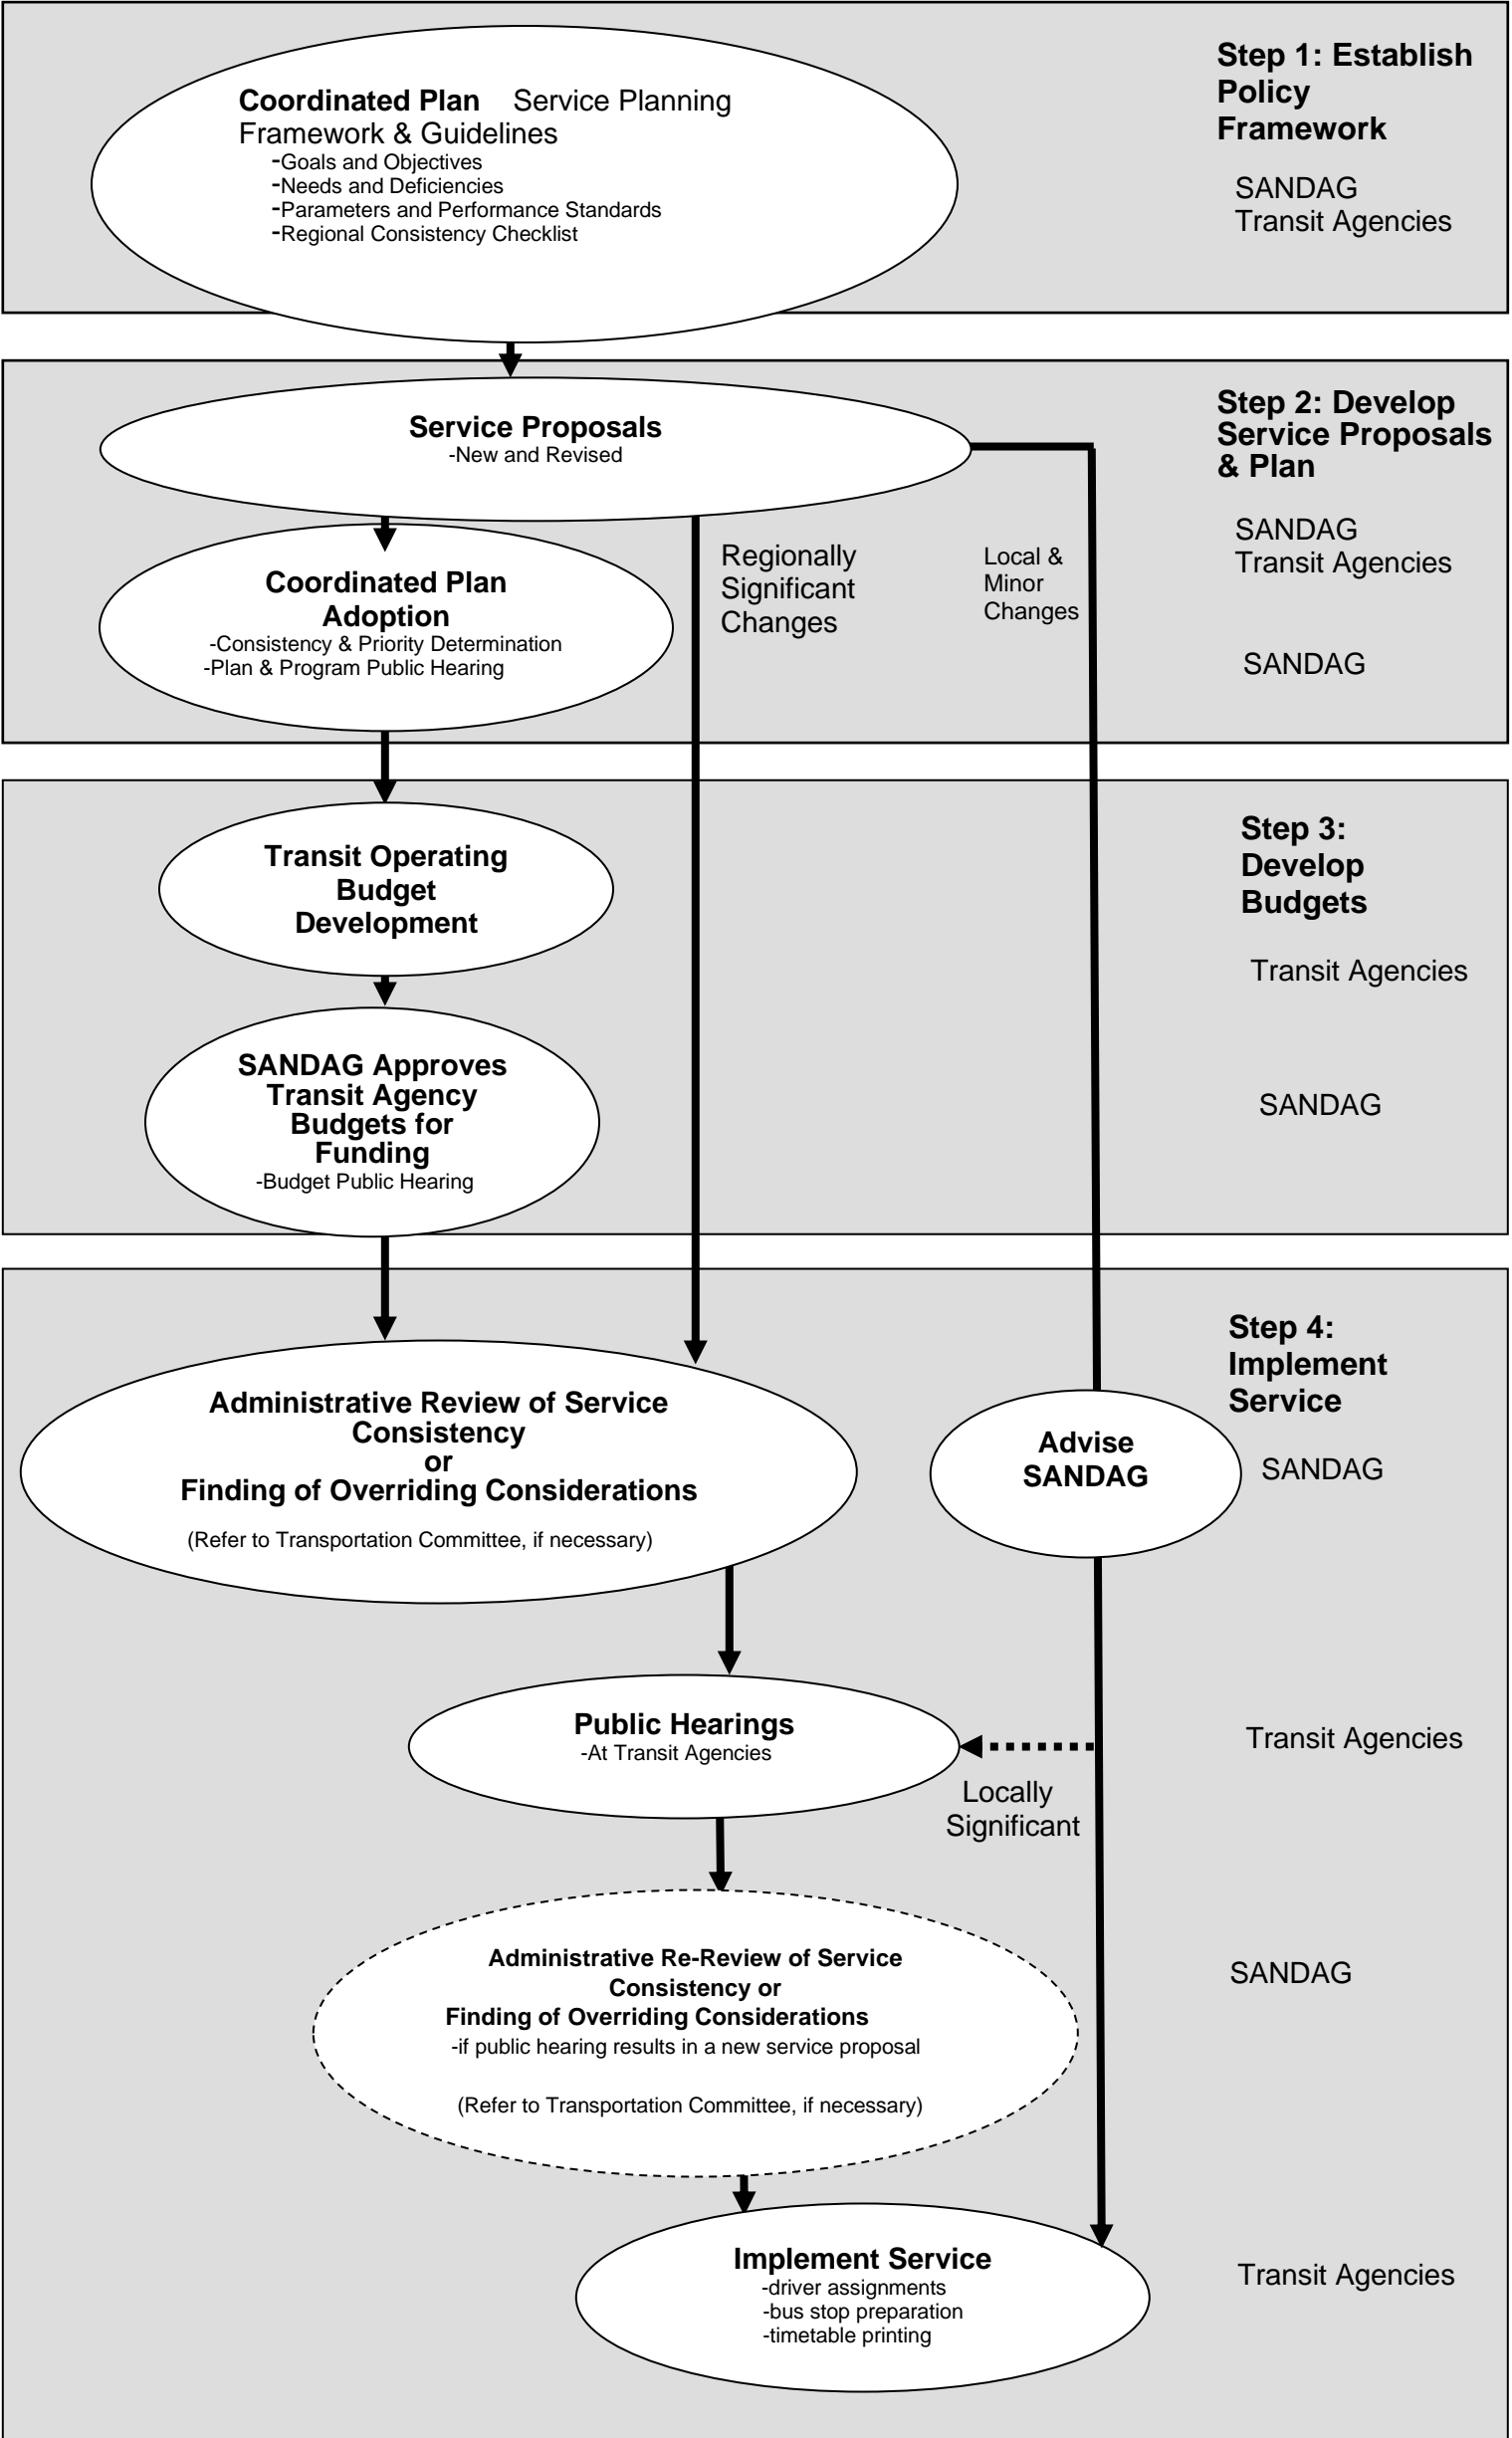 Coordinated Plan Service Planning
Framework & Guidelines
-Goals and Objectives
-Needs and Deficiencies
-Parameters and Performance Standards
-Regional Consistency Checklist
Step 1: Establish
Policy
Framework
SANDAG
Transit Agencies
Service Proposals
-New and Revised
Step 2: Develop
Service Proposals
& Plan
SANDAG
Transit Agencies
Regionally
Significant
Changes
Local &
Minor
Changes
Coordinated Plan
Adoption
-Consistency & Priority Determination
-Plan & Program Public Hearing
SANDAG
Transit Operating
Budget
Development
Step 3:
Develop
Budgets
Transit Agencies
SANDAG Approves
Transit Agency
Budgets for
Funding
-Budget Public Hearing
SANDAG
Step 4:
Implement
Service
Administrative Review of Service
Consistency
or
Finding of Overriding Considerations
(Refer to Transportation Committee, if necessary)
Advise
SANDAG
SANDAG
Public Hearings
-At Transit Agencies
Locally
Significant
Transit Agencies
Administrative Re-Review of Service
Consistency or
Finding of Overriding Considerations
-if public hearing results in a new service proposal
(Refer to Transportation Committee, if necessary)
SANDAG
Implement Service
-driver assignments
-bus stop preparation
-timetable printing
Transit Agencies